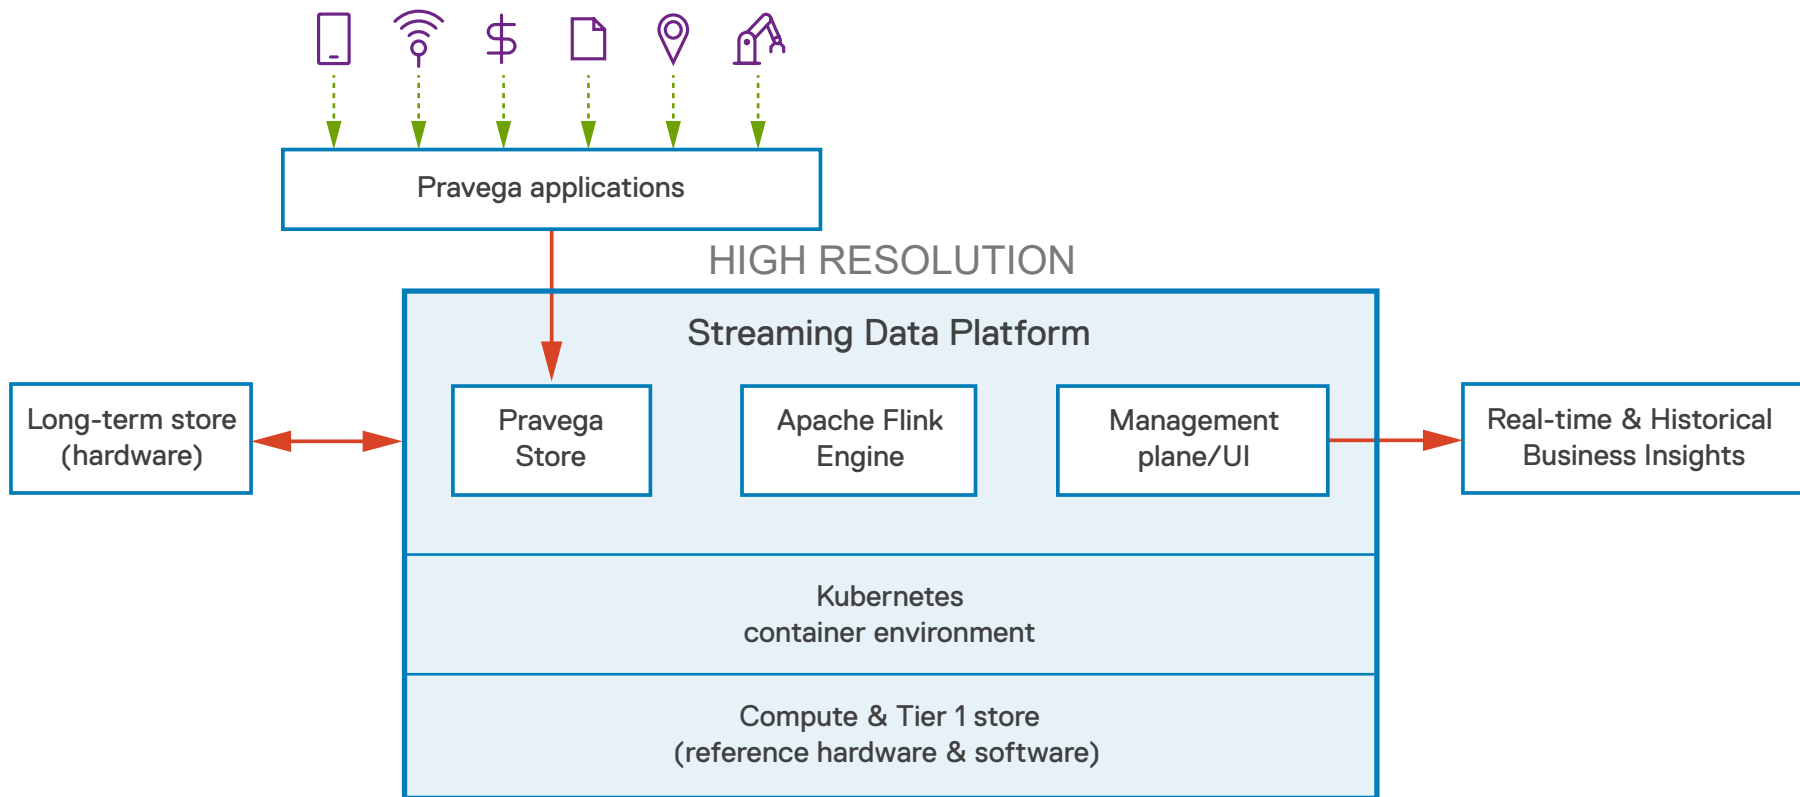 Pravega applications
HIGH RESOLUTION
Streaming Data Platform
Long-term store
(hardware)
Pravega
Store
Apache Flink
Engine
Management
plane/UI
Real-time & Historical
Business Insights
Kubernetes
container environment
Compute & Tier 1 store
(reference hardware & software)